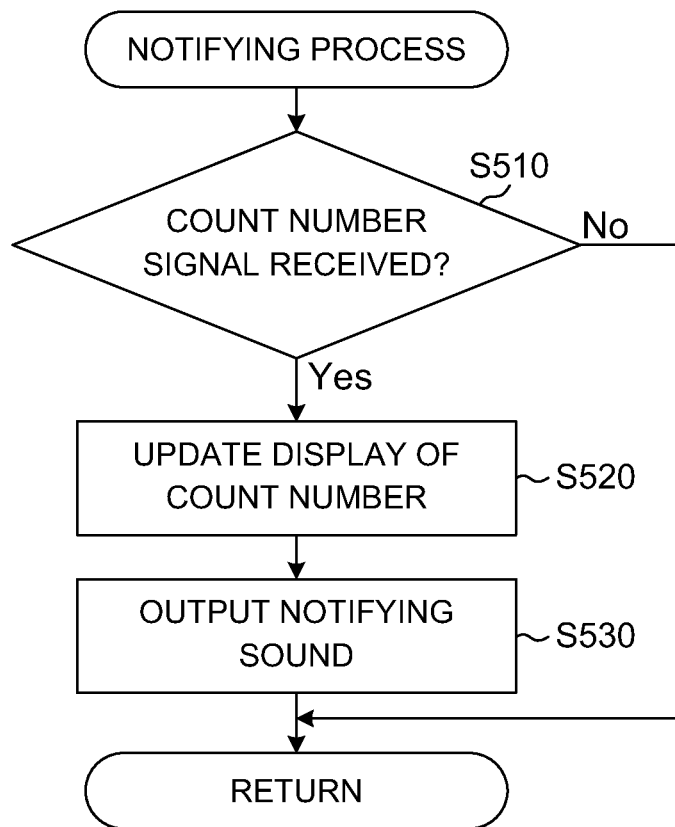 NOTIFYING PROCESS
S510
COUNT NUMBER
SIGNAL RECEIVED?
No
Yes
UPDATE DISPLAY OF
COUNT NUMBER
S520
OUTPUT NOTIFYING
SOUND
S530
RETURN